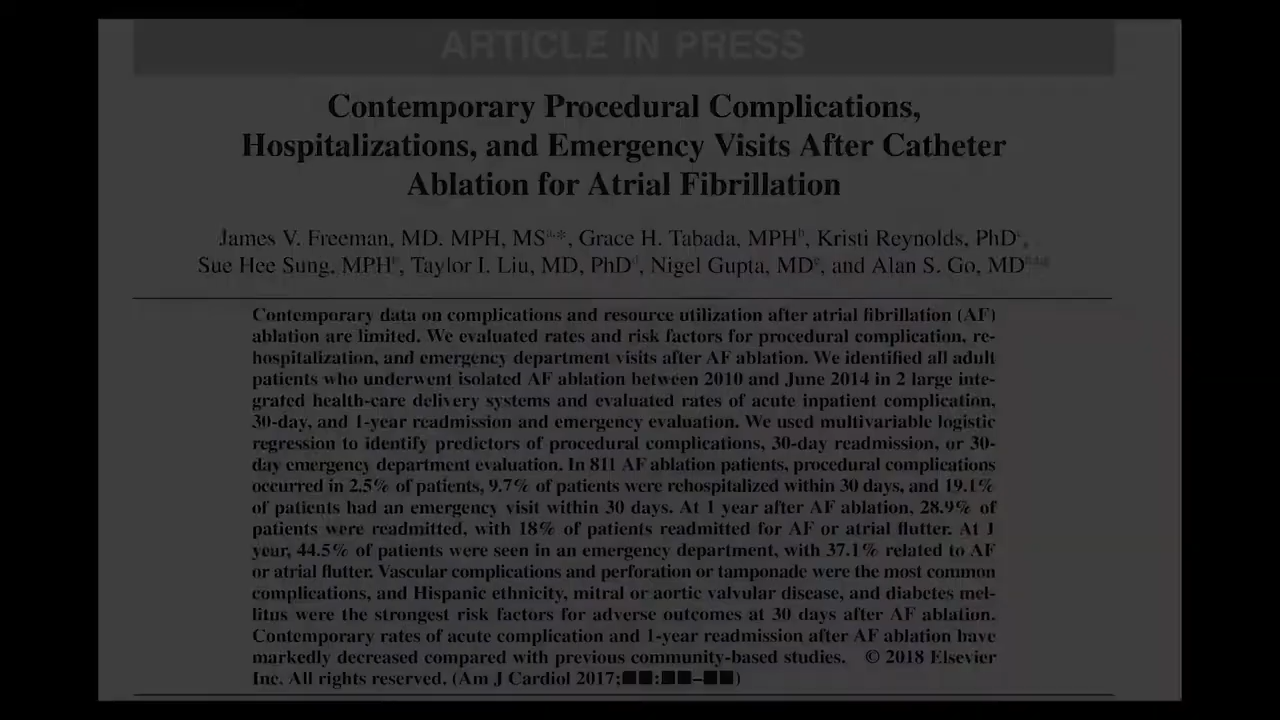 ARTICLE IN PRESS
Contemporary Procedural Complications,
Hospitalizations, and Emergency Visits After Catheter
Ablation for Atrial Fibrillation
James V. Freeman, MD. MPH, MSa,*, Grace H. Tabada, MPHb, Kristi Reynolds, PhDc,
Sue Hee Sung, MPHb, Taylor I. Liu, MD, PhDd, Nigel Gupta, MDe, and Alan S. Go, MD
Contemporary data on complications and resource utilization after atrial fibrillation (AF)
ablation are limited. We evaluated rates and risk factors for procedural complication, re-
hospitalization, and emergency department visits after AF ablation. We identified all adult
patients who underwent isolated AF ablation between 2010 and June 2014 in 2 large inte-
grated health-care delivery systems and evaluated rates of acute inpatient complication,
30-day, and 1-year readmission and emergency evaluation. We used multivariable logistic
regression to identify predictors of procedural complications, 30-day readmission, or 30-
day emergency department evaluation. In 811 AF ablation patients, procedural complications
occurred in 2.5% of patients, 9.7% of patients were rehospitalized within 30 days, and 19.1%
of patients had an emergency visit within 30 days. At 1 year after AF ablation, 28.9% of
patients were readmitted, with 18% of patients readmitted for AF or atrial flutter. At 1
year, 44.5% of patients were seen in an emergency department, with 37.1% related to AF
or atrial flutter. Vascular complications and perforation or tamponade were the most common
complications, and Hispanic ethnicity, mitral or aortic valvular disease, and diabetes mel-
litus were the strongest risk factors for adverse outcomes at 30 days after AF ablation.
Contemporary rates of acute complication and 1-year readmission after AF ablation have
markedly decreased compared with previous community-based studies. © 2018 Elsevier
Inc. All rights reserved. (Am J Cardiol 2017;■■:■■–■■)